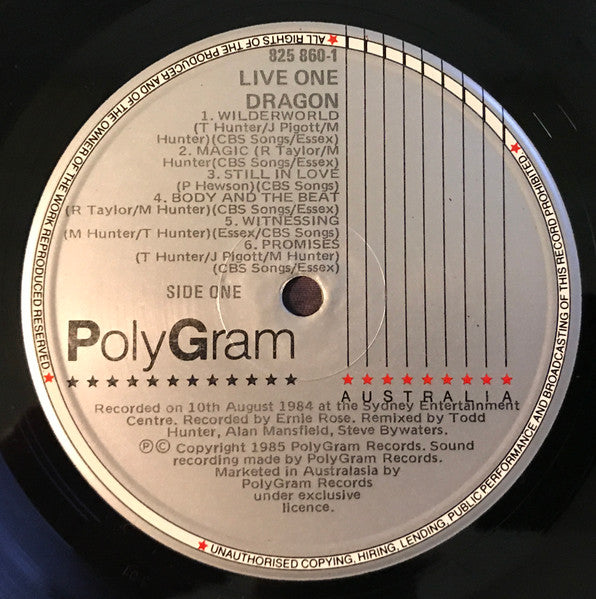 825 860-1
LIVE ONE
DRAGON
1. WILDERWORLD
(T Hunter/J Pigott/M
Hunter)(CBS Songs/Essex)
2. MAGIC (R Taylor/M
Hunter(CBS Songs/Essex)
3. STILL IN LOVE
(P Hewson)(CBS Songs)
4. BODY AND THE BEAT
(R Taylor/M Hunter)(CBS Songs/Essex)
5. WITNESSING
(M Hunter/T Hunter)(Essex/CBS Songs)
6. PROMISES
(T Hunter/J Pigott/M Hunter)
(CBS Songs/Essex)
SIDE ONE
PolyGram
AUSTRALIA
Recorded on 10th August 1984 at the Sydney Entertainment
Centre. Recorded by Ernie Rose. Remixed by Todd
Hunter, Alan Mansfield, Steve Bywaters.
Ⓟ© Copyright 1985 PolyGram Records. Sound
recording made by PolyGram Records.
Marketed in Australasia by
PolyGram Records
under exclusive
licence.
★ ALL RIGHTS OF THE PRODUCER AND OF THE OWNER OF THE WORK REPRODUCED RESERVED. ★ UNAUTHORISED COPYING, HIRING, LENDING, PUBLIC PERFORMANCE AND BROADCASTING OF THIS RECORD PROHIBITED. ★